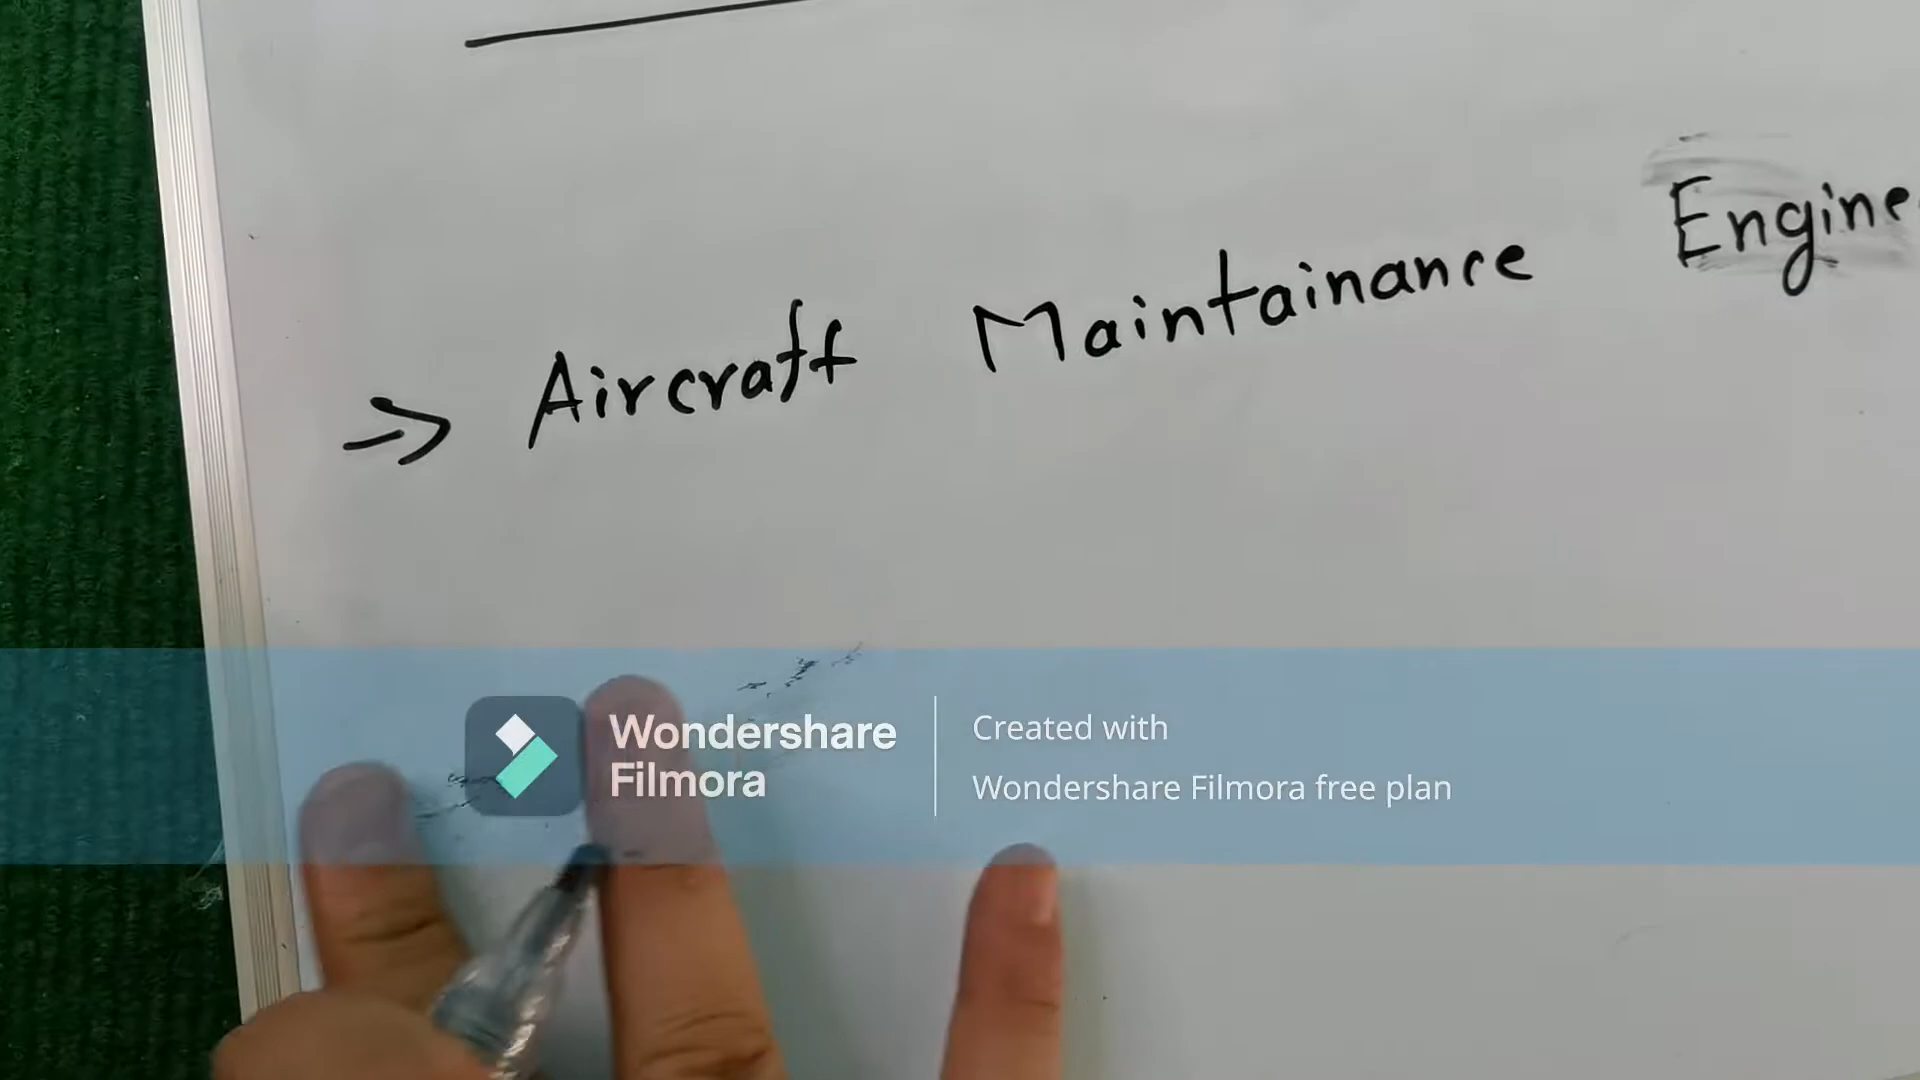 → Aircraft Maintainance Engine
Wondershare
Filmora
Created with
Wondershare Filmora free plan